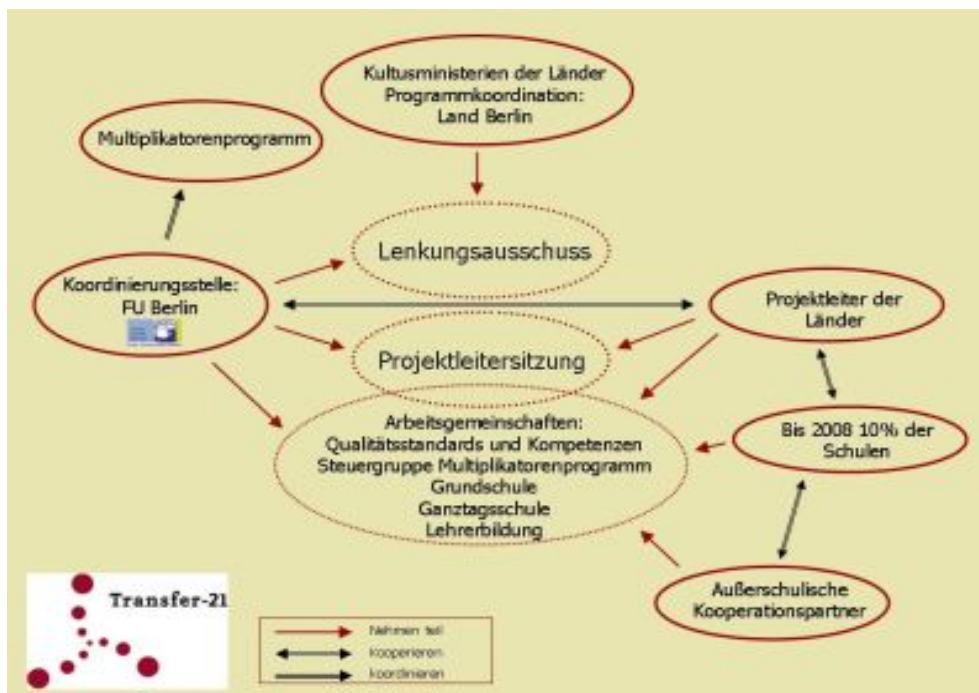 Kultusministerien der Länder
Programmkoordination:
Land Berlin
Multiplikatorenprogramm
Lenkungsausschuss
Koordinierungsstelle:
FU Berlin
Projektleiter der
Länder
Projektleitersitzung
Arbeitsgemeinschaften:
Qualitätsstandards und Kompetenzen
Steuergruppe Multiplikatorenprogramm
Grundschule
Ganztagsschule
Lehrerbildung
Bis 2008 10% der
Schulen
Außerschulische
Kooperationspartner
Transfer-21
Nehmen teil
kooperieren
koordinieren